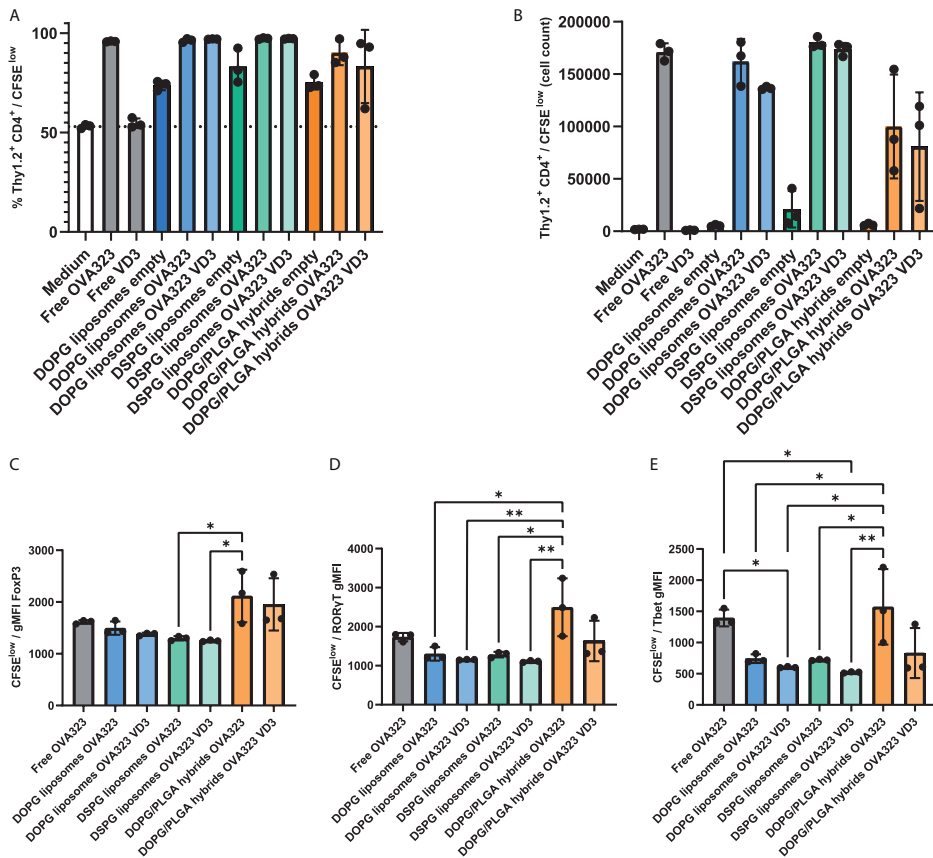 A
% Thy1.2⁺ CD4⁺ / CFSEˡᵒʷ
100
50
0
Medium
Free OVA323
Free VD3
DOPG liposomes empty
DOPG liposomes OVA323
DOPG liposomes OVA323 VD3
DSPG liposomes empty
DSPG liposomes OVA323
DSPG liposomes OVA323 VD3
DOPG/PLGA hybrids empty
DOPG/PLGA hybrids OVA323
DOPG/PLGA hybrids OVA323 VD3
B
Thy1.2⁺ CD4⁺ / CFSEˡᵒʷ (cell count)
200000
150000
100000
50000
0
Medium
Free OVA323
Free VD3
DOPG liposomes empty
DOPG liposomes OVA323
DOPG liposomes OVA323 VD3
DSPG liposomes empty
DSPG liposomes OVA323
DSPG liposomes OVA323 VD3
DOPG/PLGA hybrids empty
DOPG/PLGA hybrids OVA323
DOPG/PLGA hybrids OVA323 VD3
C
CFSEˡᵒʷ / gMFI FoxP3
3000
2000
1000
0
*
*
Free OVA323
DOPG liposomes OVA323
DOPG liposomes OVA323 VD3
DSPG liposomes OVA323
DSPG liposomes OVA323 VD3
DOPG/PLGA hybrids OVA323
DOPG/PLGA hybrids OVA323 VD3
D
CFSEˡᵒʷ / RORγT gMFI
4000
3000
2000
1000
0
*
**
*
**
Free OVA323
DOPG liposomes OVA323
DOPG liposomes OVA323 VD3
DSPG liposomes OVA323
DSPG liposomes OVA323 VD3
DOPG/PLGA hybrids OVA323
DOPG/PLGA hybrids OVA323 VD3
E
CFSEˡᵒʷ / Tbet gMFI
2500
2000
1500
1000
500
0
*
*
*
*
**
*
Free OVA323
DOPG liposomes OVA323
DOPG liposomes OVA323 VD3
DSPG liposomes OVA323
DSPG liposomes OVA323 VD3
DOPG/PLGA hybrids OVA323
DOPG/PLGA hybrids OVA323 VD3